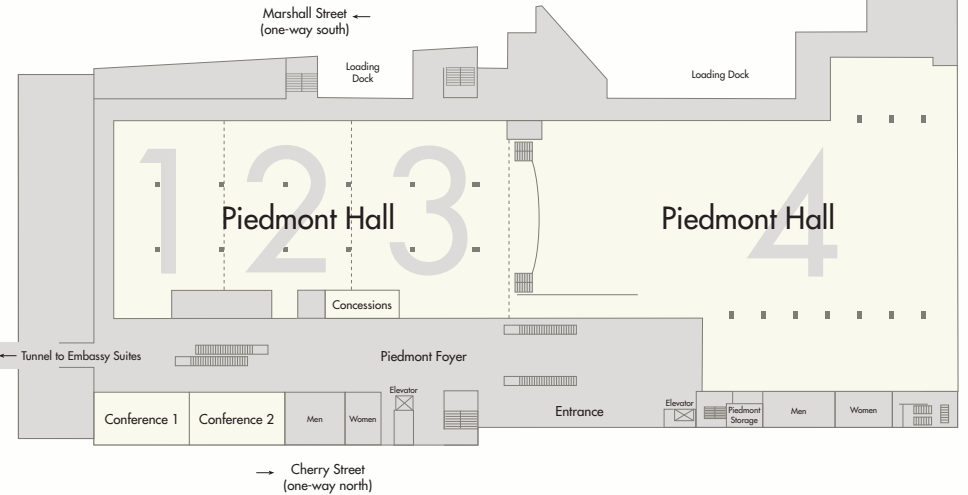 Marshall Street
(one-way south)
Loading
Dock
Loading Dock
1
2
3
4
Piedmont Hall
Piedmont Hall
Concessions
Tunnel to Embassy Suites
Piedmont Foyer
Conference 1
Conference 2
Men
Women
Elevator
Entrance
Elevator
Piedmont
Storage
Men
Women
Cherry Street
(one-way north)